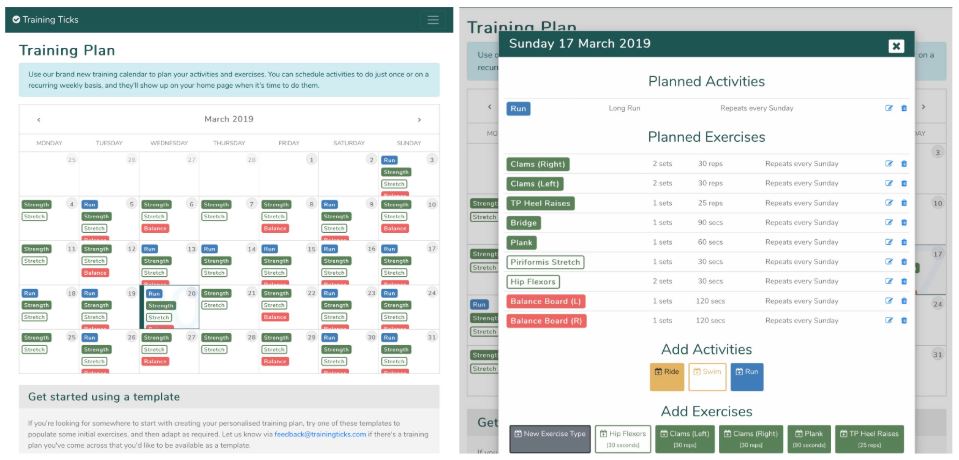 Training Ticks
Training Plan
Use our brand new training calendar to plan your activities and exercises. You can schedule activities to do just once or on a
recurring weekly basis, and they'll show up on your home page when it's time to do them.
‹ March 2019 ›
MONDAY TUESDAY WEDNESDAY THURSDAY FRIDAY SATURDAY SUNDAY
25 26 27 28 1 2 Run 3
Strength
Stretch
Balance
Strength 4 Run 5 Strength 6 Strength 7 Strength 8 Run 9 Strength 10
Stretch Strength Stretch Stretch Stretch Strength Stretch
Stretch Balance Balance Stretch Balance
Strength 11 Strength 12 Run 13 Run 14 Strength 15 Run 16 Run 17
Stretch Stretch Strength Strength Stretch Strength Strength
Balance Stretch Stretch Balance Stretch Stretch
Run 18 Run 19 Run 20 Strength 21 Strength 22 Run 23 Run 24
Strength Strength Strength Stretch Stretch Strength Strength
Stretch Stretch Stretch Balance Stretch Stretch
Strength 25 Run 26 Strength 27 Strength 28 Strength 29 Run 30 Run 31
Stretch Strength Stretch Stretch Stretch Strength Strength
Stretch Balance Balance Stretch Stretch
Get started using a template
If you're looking for somewhere to start with creating your personalised training plan, try one of these templates to
populate some initial exercises, and then adapt as required. Let us know via feedback@trainingticks.com if there's a training
plan you've come across that you'd like to be available as a template.
Training Plan
Sunday 17 March 2019
Planned Activities
Run Long Run Repeats every Sunday
Planned Exercises
Clams (Right) 2 sets 30 reps Repeats every Sunday
Clams (Left) 2 sets 30 reps Repeats every Sunday
TP Heel Raises 1 sets 25 reps Repeats every Sunday
Bridge 1 sets 90 secs Repeats every Sunday
Plank 1 sets 60 secs Repeats every Sunday
Piriformis Stretch 1 sets 30 secs Repeats every Sunday
Hip Flexors 2 sets 30 secs Repeats every Sunday
Balance Board (L) 1 sets 120 secs Repeats every Sunday
Balance Board (R) 1 sets 120 secs Repeats every Sunday
Add Activities
Ride Swim Run
Add Exercises
New Exercise Type Hip Flexors Clams (Left) Clams (Right) Plank TP Heel Raises
(30 seconds) (30 reps) (30 reps) (60 seconds) (25 reps)